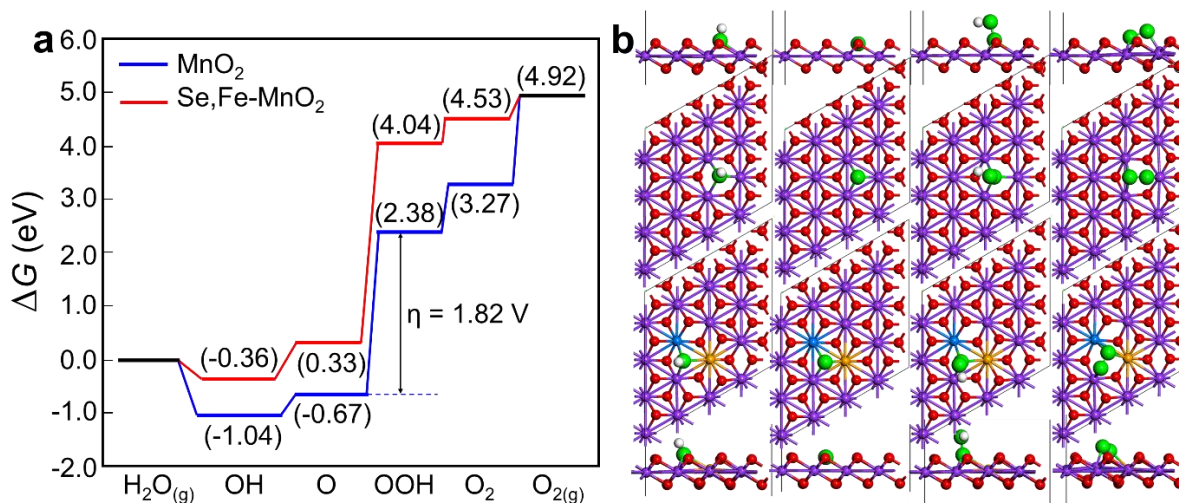 a
b
6.0
5.0
4.0
3.0
2.0
1.0
0.0
-1.0
-2.0
ΔG (eV)
MnO₂
Se,Fe-MnO₂
(4.92)
(4.53)
(4.04)
(3.27)
(2.38)
η = 1.82 V
(-0.36)
(0.33)
(-0.67)
(-1.04)
H₂O(g) OH O OOH O₂ O₂(g)